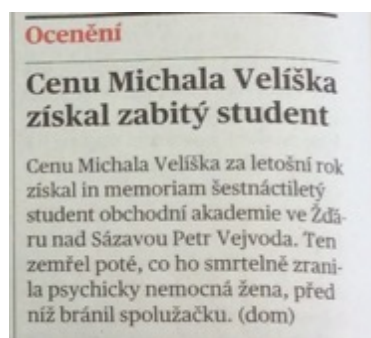 Ocenění
Cenu Michala Velíška
získal zabitý student
Cenu Michala Velíška za letošní rok
získal in memoriam šestnáctiletý
student obchodní akademie ve Žďá-
ru nad Sázavou Petr Vejvoda. Ten
zemřel poté, co ho smrtelně zrani-
la psychicky nemocná žena, před
níž bránil spolužačku. (dom)